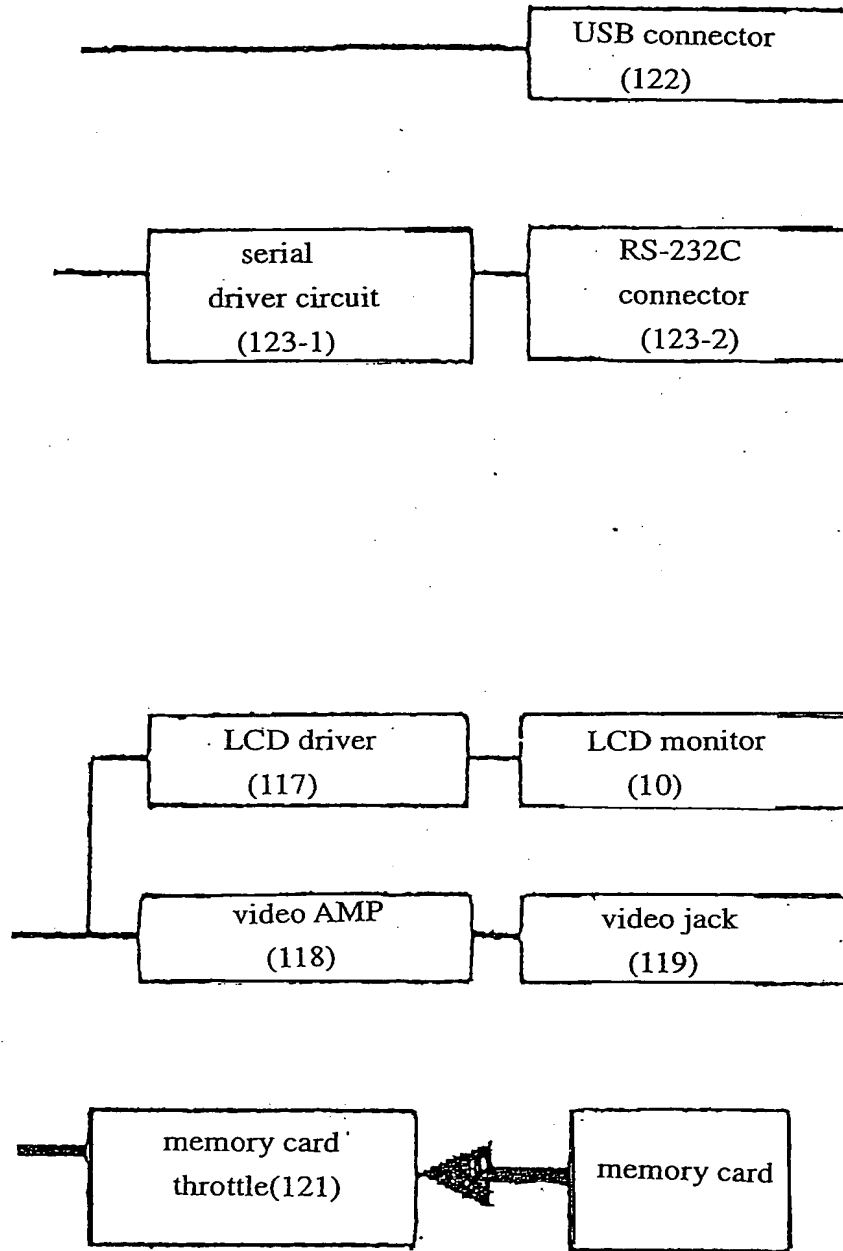 USB connector
(122)
serial
driver circuit
(123-1)
RS-232C
connector
(123-2)
LCD driver
(117)
LCD monitor
(10)
video AMP
(118)
video jack
(119)
memory card
throttle(121)
memory card